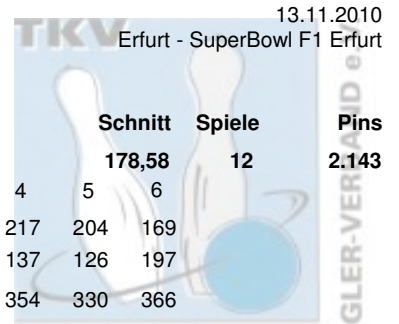 13.11.2010
TKV
Erfurt - SuperBowl F1 Erfurt
Schnitt Spiele Pins
178,58 12 2.143
4 5 6
217 204 169
137 126 197
354 330 366
GLER-VERBAND e.V.